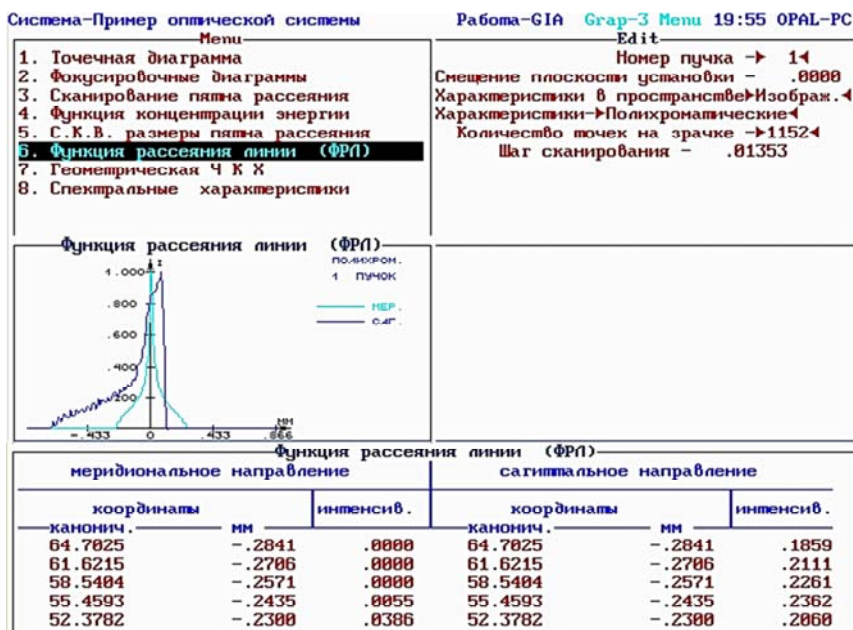 Система-Пример оптической системы Работа-GIA Grap-3 Menu 19:55 OPAL-PC
Menu
1. Точечная диаграмма
2. Фокусировочные диаграммы
3. Сканирование пятна рассеяния
4. Функция концентрации энергии
5. С.К.В. размеры пятна рассеяния
6. Функция рассеяния линии (ФРЛ)
7. Геометрическая Ч К Х
8. Спектральные характеристики
Edit
Номер пучка -▶ 1◀
Смещение плоскости установки - .0000
Характеристики в пространстве▶Изображ.◀
Характеристики-▶Полихроматические◀
Количество точек на зрачке -▶1152◀
Шаг сканирования - .01353
Функция рассеяния линии (ФРЛ)
ПОЛИХРОМ.
1 ПУЧОК
МЕР.
САГ.
I
1.000
.800
.600
.400
.200
ММ
-.433 0 .433 .866
Функция рассеяния линии (ФРЛ)
меридиональное направление сагиттальное направление
координаты интенсив. координаты интенсив.
канонич. мм канонич. мм
64.7025 -.2841 .0000 64.7025 -.2841 .1859
61.6215 -.2706 .0000 61.6215 -.2706 .2111
58.5404 -.2571 .0000 58.5404 -.2571 .2261
55.4593 -.2435 .0055 55.4593 -.2435 .2362
52.3782 -.2300 .0386 52.3782 -.2300 .2060